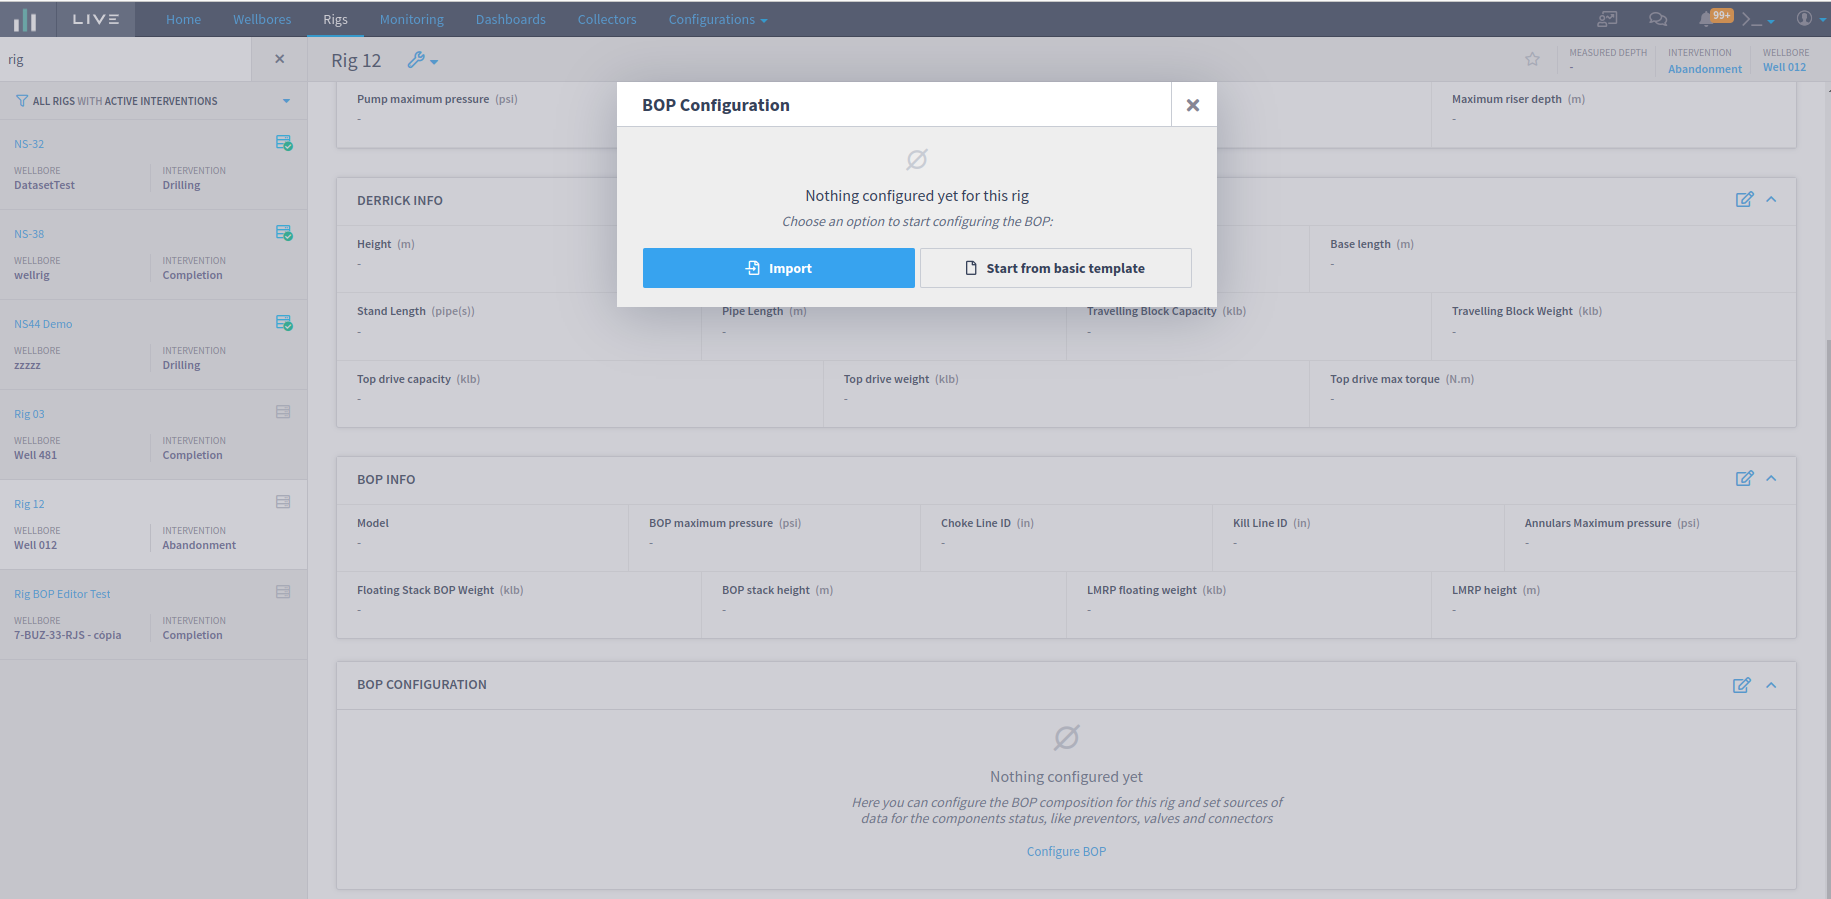 LIVE
Home Wellbores Rigs Monitoring Dashboards Collectors Configurations
99+
rig
Rig 12
MEASURED DEPTH
-
INTERVENTION
Abandonment
WELLBORE
Well 012
ALL RIGS WITH ACTIVE INTERVENTIONS
NS-32
WELLBORE INTERVENTION
DatasetTest Drilling
NS-38
WELLBORE INTERVENTION
wellrig Completion
NS44 Demo
WELLBORE INTERVENTION
zzzzz Drilling
Rig 03
WELLBORE INTERVENTION
Well 481 Completion
Rig 12
WELLBORE INTERVENTION
Well 012 Abandonment
Rig BOP Editor Test
WELLBORE INTERVENTION
7-BUZ-33-RJS - cópia Completion
Pump maximum pressure (psi) Maximum riser depth (m)
- -
BOP Configuration
Nothing configured yet for this rig
Choose an option to start configuring the BOP:
Import Start from basic template
DERRICK INFO
Height (m) Base length (m)
- -
Stand Length (pipe(s)) Pipe Length (m) Travelling Block Capacity (klb) Travelling Block Weight (klb)
- - - -
Top drive capacity (klb) Top drive weight (klb) Top drive max torque (N.m)
- - -
BOP INFO
Model BOP maximum pressure (psi) Choke Line ID (in) Kill Line ID (in) Annulars Maximum pressure (psi)
- - - - -
Floating Stack BOP Weight (klb) BOP stack height (m) LMRP floating weight (klb) LMRP height (m)
- - - -
BOP CONFIGURATION
Nothing configured yet
Here you can configure the BOP composition for this rig and set sources of
data for the components status, like preventors, valves and connectors
Configure BOP